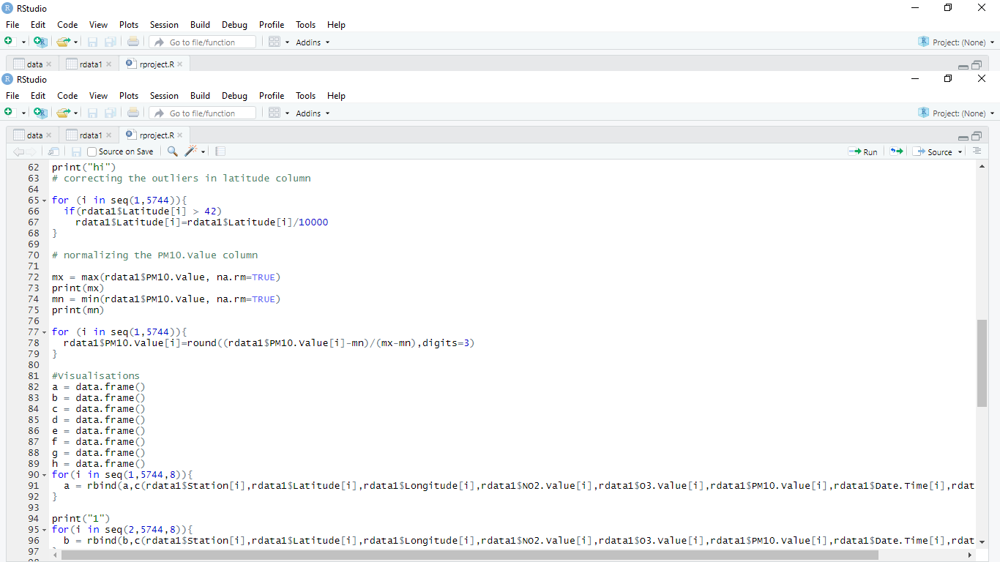 RStudio
File Edit Code View Plots Session Build Debug Profile Tools Help
Go to file/function Addins Project: (None)
data rdata1 rproject.R
RStudio
File Edit Code View Plots Session Build Debug Profile Tools Help
Go to file/function Addins Project: (None)
data rdata1 rproject.R
Source on Save Run Source
62 print("hi")
63 # correcting the outliers in latitude column
64
65 for (i in seq(1,5744)){
66 if(rdata1$Latitude[i] > 42)
67 rdata1$Latitude[i]=rdata1$Latitude[i]/10000
68 }
69
70 # normalizing the PM10.Value column
71
72 mx = max(rdata1$PM10.Value, na.rm=TRUE)
73 print(mx)
74 mn = min(rdata1$PM10.Value, na.rm=TRUE)
75 print(mn)
76
77 for (i in seq(1,5744)){
78 rdata1$PM10.Value[i]=round((rdata1$PM10.Value[i]-mn)/(mx-mn),digits=3)
79 }
80
81 #Visualisations
82 a = data.frame()
83 b = data.frame()
84 c = data.frame()
85 d = data.frame()
86 e = data.frame()
87 f = data.frame()
88 g = data.frame()
89 h = data.frame()
90 for(i in seq(1,5744,8)){
91 a = rbind(a,c(rdata1$Station[i],rdata1$Latitude[i],rdata1$Longitude[i],rdata1$NO2.Value[i],rdata1$O3.Value[i],rdata1$PM10.Value[i],rdata1$Date.Time[i],rdat
92 }
93
94 print("1")
95 for(i in seq(2,5744,8)){
96 b = rbind(b,c(rdata1$Station[i],rdata1$Latitude[i],rdata1$Longitude[i],rdata1$NO2.Value[i],rdata1$O3.Value[i],rdata1$PM10.Value[i],rdata1$Date.Time[i],rdat
97